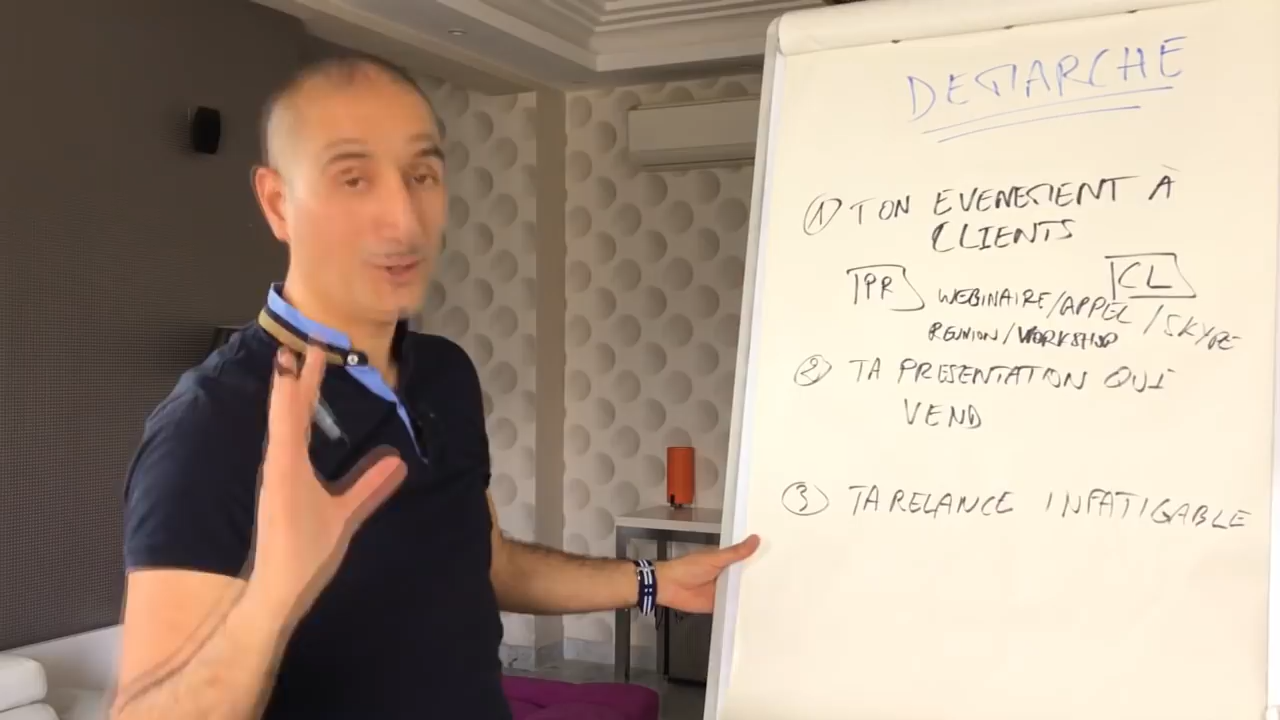 DEMARCHE
1 TON EVENEMENT À
CLIENTS
PR CL
WEBINAIRE/APPEL/SKYPE
REUNION/WORKSHOP
2 TA PRESENTATION QUI
VEND
3 TA RELANCE INFATIGABLE